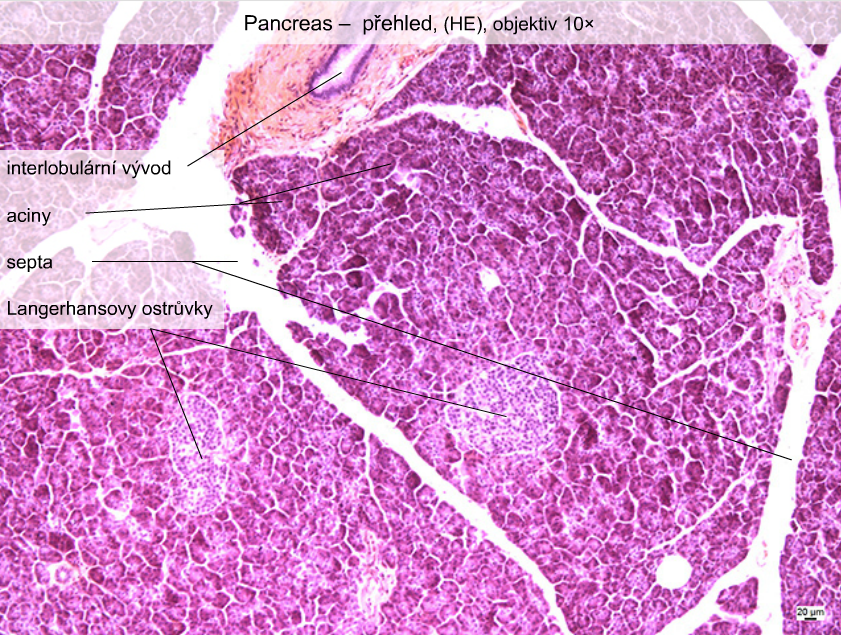 Pancreas – přehled, (HE), objektiv 10×
interlobulární vývod
aciny
septa
Langerhansovy ostrůvky
20 µm